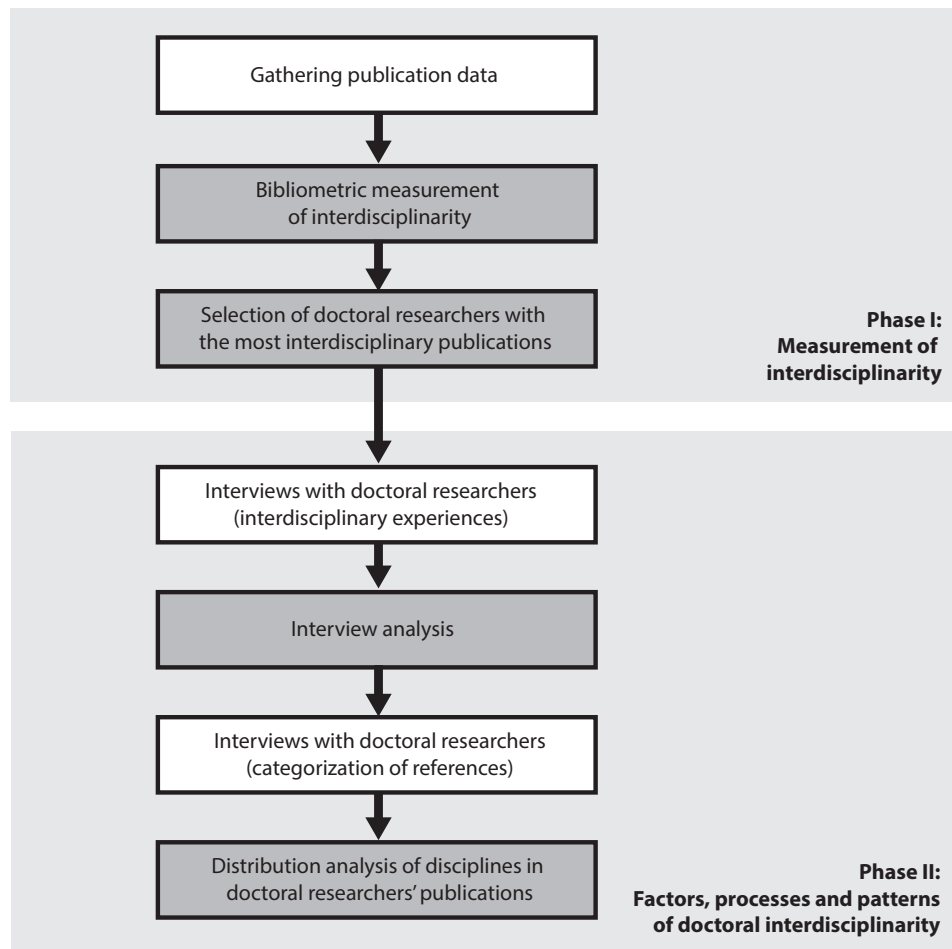 Gathering publication data
Bibliometric measurement
of interdisciplinarity
Selection of doctoral researchers with
the most interdisciplinary publications
Phase I:
Measurement of
interdisciplinarity
Interviews with doctoral researchers
(interdisciplinary experiences)
Interview analysis
Interviews with doctoral researchers
(categorization of references)
Distribution analysis of disciplines in
doctoral researchers’ publications
Phase II:
Factors, processes and patterns
of doctoral interdisciplinarity